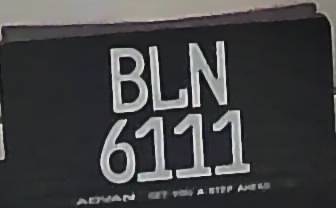 BLN
6111
ADVAN GET YOU A STEP AHEAD